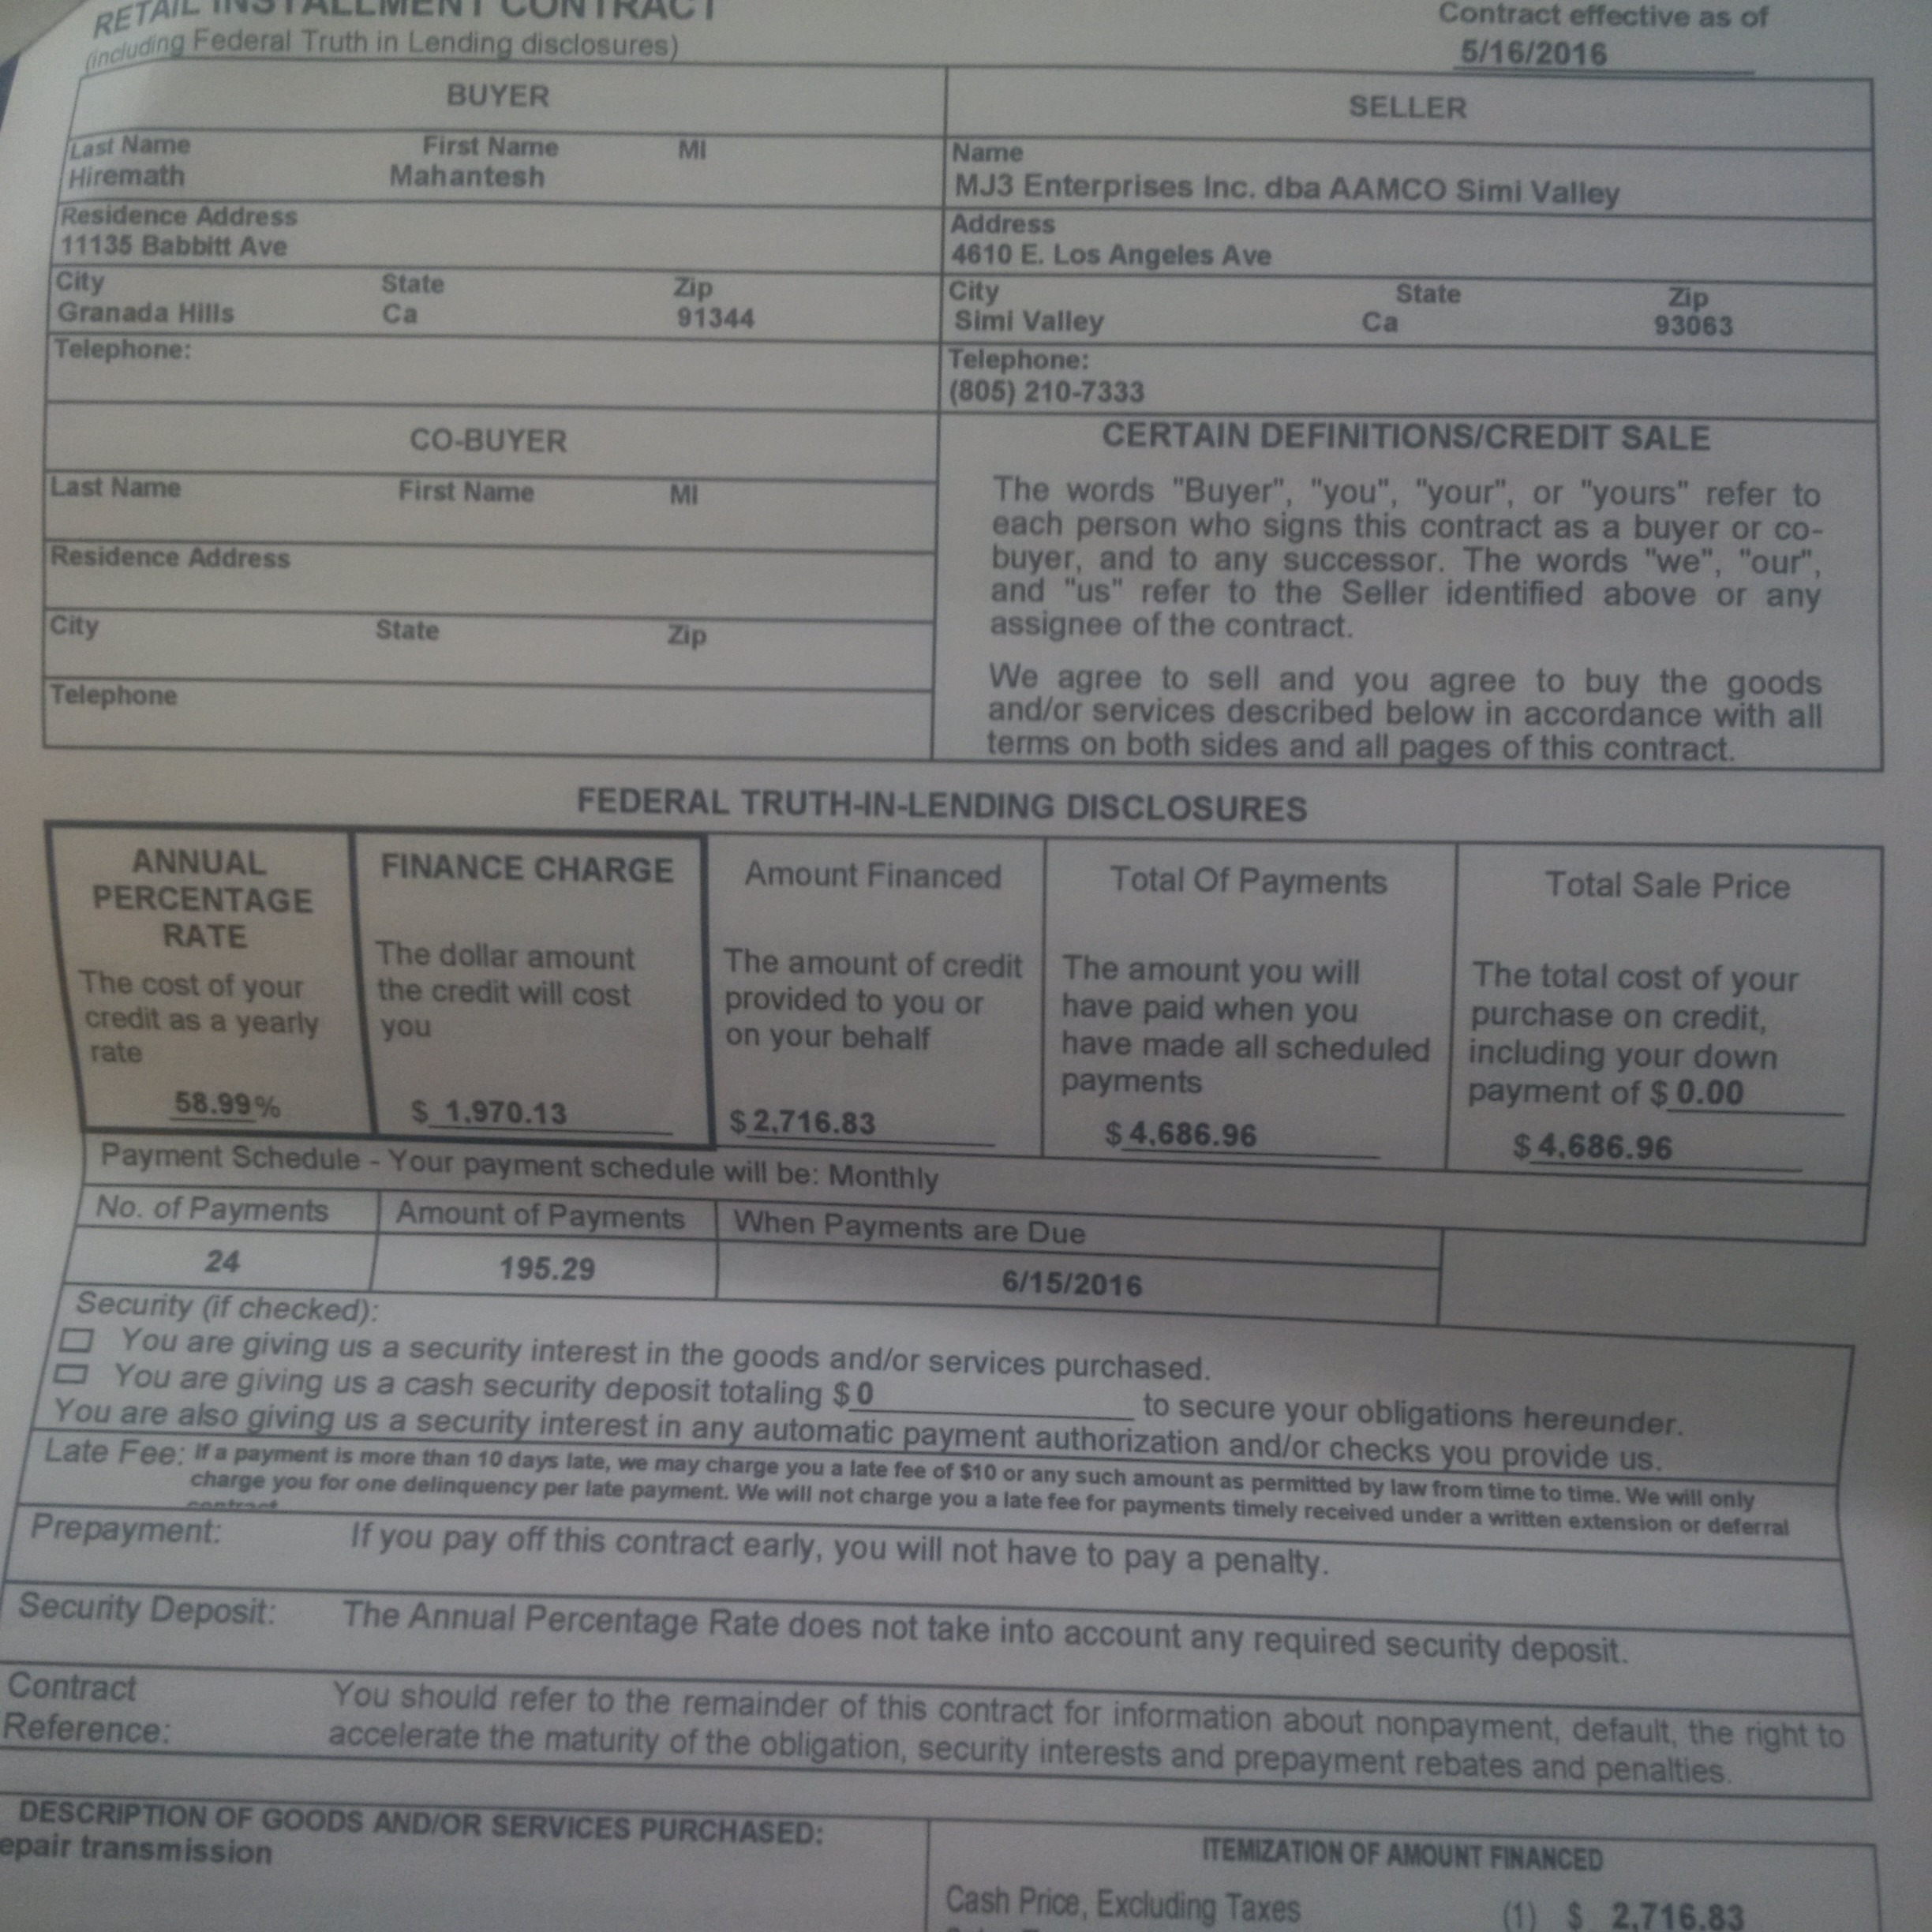 RETAIL INSTALLMENT CONTRACT
(including Federal Truth in Lending disclosures)
Contract effective as of
5/16/2016
BUYER
Last Name First Name MI
Hiremath Mahantesh
Residence Address
11135 Babbitt Ave
City State Zip
Granada Hills Ca 91344
Telephone:
SELLER
Name
MJ3 Enterprises Inc. dba AAMCO Simi Valley
Address
4610 E. Los Angeles Ave
City State Zip
Simi Valley Ca 93063
Telephone:
(805) 210-7333
CO-BUYER
Last Name First Name MI
Residence Address
City State Zip
Telephone
CERTAIN DEFINITIONS/CREDIT SALE
The words "Buyer", "you", "your", or "yours" refer to
each person who signs this contract as a buyer or co-
buyer, and to any successor. The words "we", "our",
and "us" refer to the Seller identified above or any
assignee of the contract.
We agree to sell and you agree to buy the goods
and/or services described below in accordance with all
terms on both sides and all pages of this contract.
FEDERAL TRUTH-IN-LENDING DISCLOSURES
ANNUAL
PERCENTAGE
RATE
The cost of your
credit as a yearly
rate
58.99%
FINANCE CHARGE
The dollar amount
the credit will cost
you
$ 1,970.13
Amount Financed
The amount of credit
provided to you or
on your behalf
$ 2,716.83
Total Of Payments
The amount you will
have paid when you
have made all scheduled
payments
$ 4,686.96
Total Sale Price
The total cost of your
purchase on credit,
including your down
payment of $ 0.00
$ 4,686.96
Payment Schedule - Your payment schedule will be: Monthly
No. of Payments Amount of Payments When Payments are Due
24 195.29 6/15/2016
Security (if checked):
You are giving us a security interest in the goods and/or services purchased.
You are giving us a cash security deposit totaling $ 0 to secure your obligations hereunder.
You are also giving us a security interest in any automatic payment authorization and/or checks you provide us.
Late Fee: If a payment is more than 10 days late, we may charge you a late fee of $10 or any such amount as permitted by law from time to time. We will only
charge you for one delinquency per late payment. We will not charge you a late fee for payments timely received under a written extension or deferral
contract
Prepayment: If you pay off this contract early, you will not have to pay a penalty.
Security Deposit: The Annual Percentage Rate does not take into account any required security deposit.
Contract Reference: You should refer to the remainder of this contract for information about nonpayment, default, the right to
accelerate the maturity of the obligation, security interests and prepayment rebates and penalties.
DESCRIPTION OF GOODS AND/OR SERVICES PURCHASED:
epair transmission
ITEMIZATION OF AMOUNT FINANCED
Cash Price, Excluding Taxes (1) $ 2,716.83